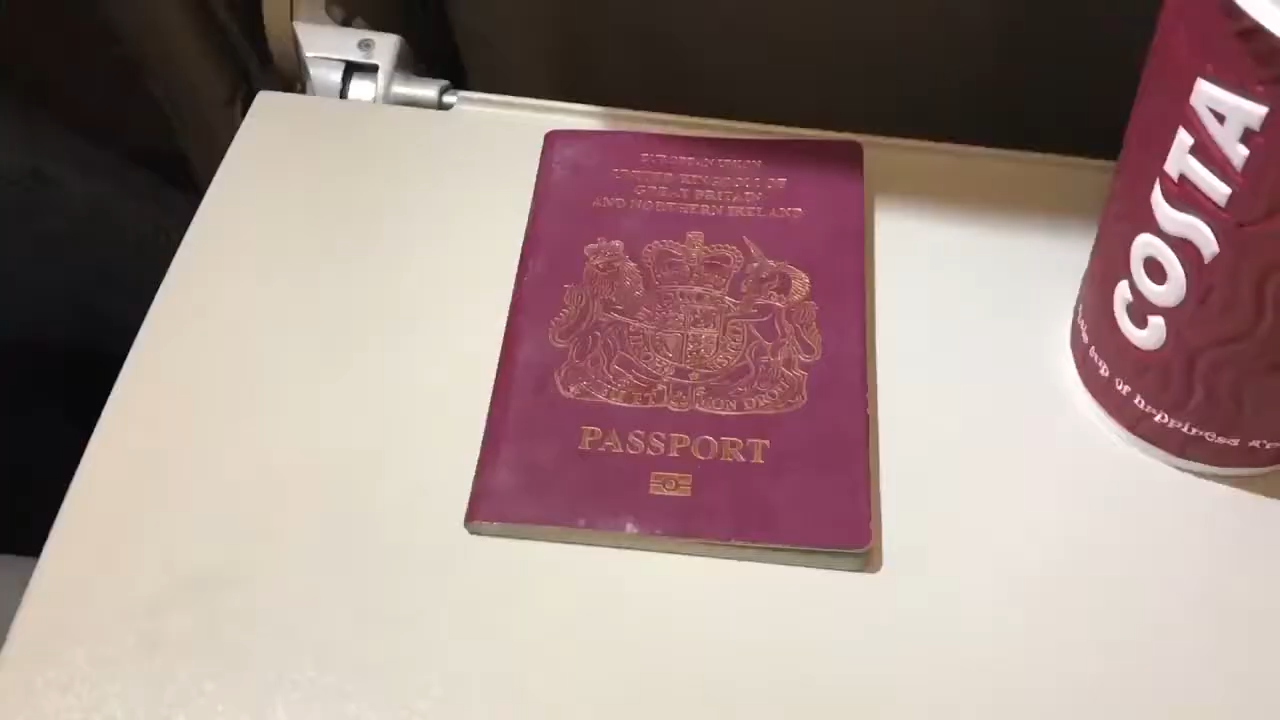 EUROPEAN UNION
UNITED KINGDOM OF
GREAT BRITAIN
AND NORTHERN IRELAND
PASSPORT
COSTA
cup of happiness